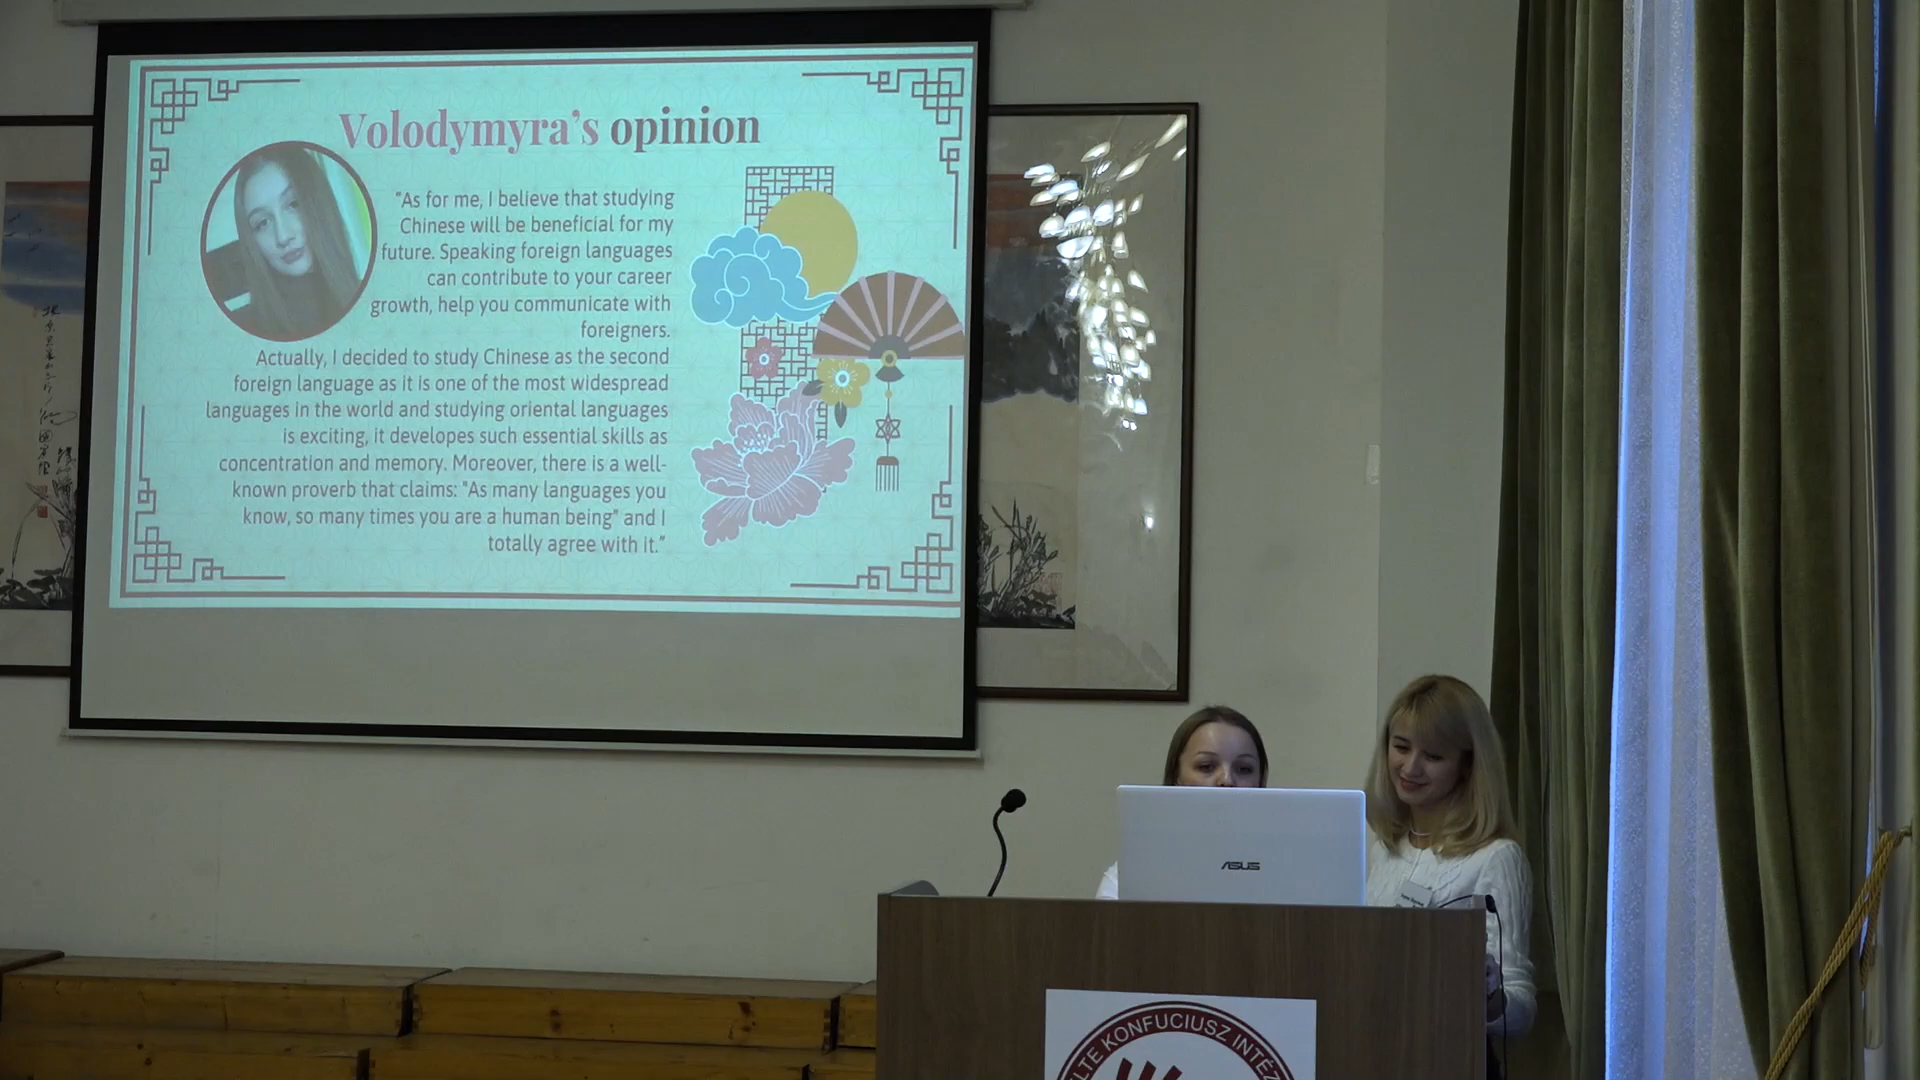 Volodymyra's opinion
"As for me, I believe that studying
Chinese will be beneficial for my
future. Speaking foreign languages
can contribute to your career
growth, help you communicate with
foreigners.
Actually, I decided to study Chinese as the second
foreign language as it is one of the most widespread
languages in the world and studying oriental languages
is exciting, it developes such essential skills as
concentration and memory. Moreover, there is a well-
known proverb that claims: "As many languages you
know, so many times you are a human being" and I
totally agree with it."
ASUS
ELTE KONFUCIUSZ INTÉZ